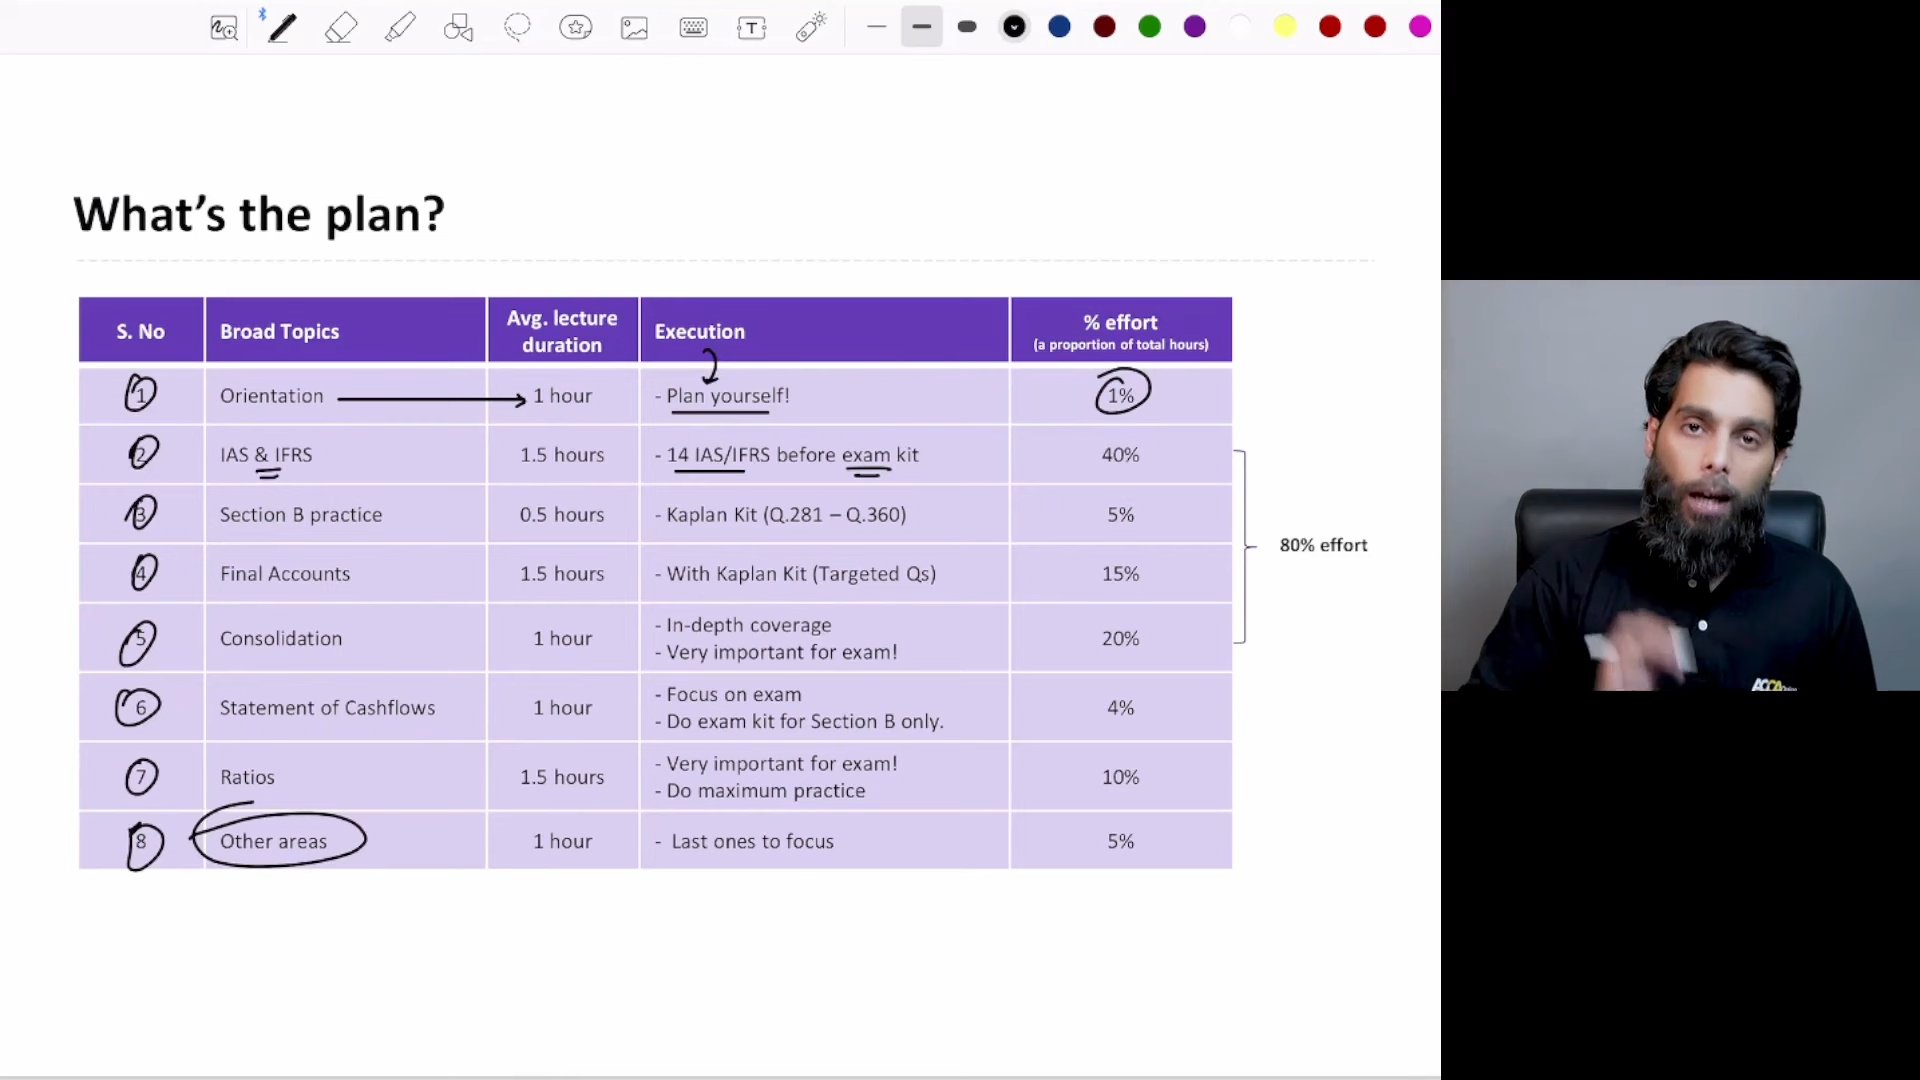 What's the plan?
S. No Broad Topics Avg. lecture duration Execution % effort (a proportion of total hours)
1 Orientation 1 hour - Plan yourself! 1%
2 IAS & IFRS 1.5 hours - 14 IAS/IFRS before exam kit 40%
3 Section B practice 0.5 hours - Kaplan Kit (Q.281 – Q.360) 5%
4 Final Accounts 1.5 hours - With Kaplan Kit (Targeted Qs) 15%
5 Consolidation 1 hour - In-depth coverage - Very important for exam! 20%
80% effort
6 Statement of Cashflows 1 hour - Focus on exam - Do exam kit for Section B only. 4%
7 Ratios 1.5 hours - Very important for exam! - Do maximum practice 10%
8 Other areas 1 hour - Last ones to focus 5%
ACCA